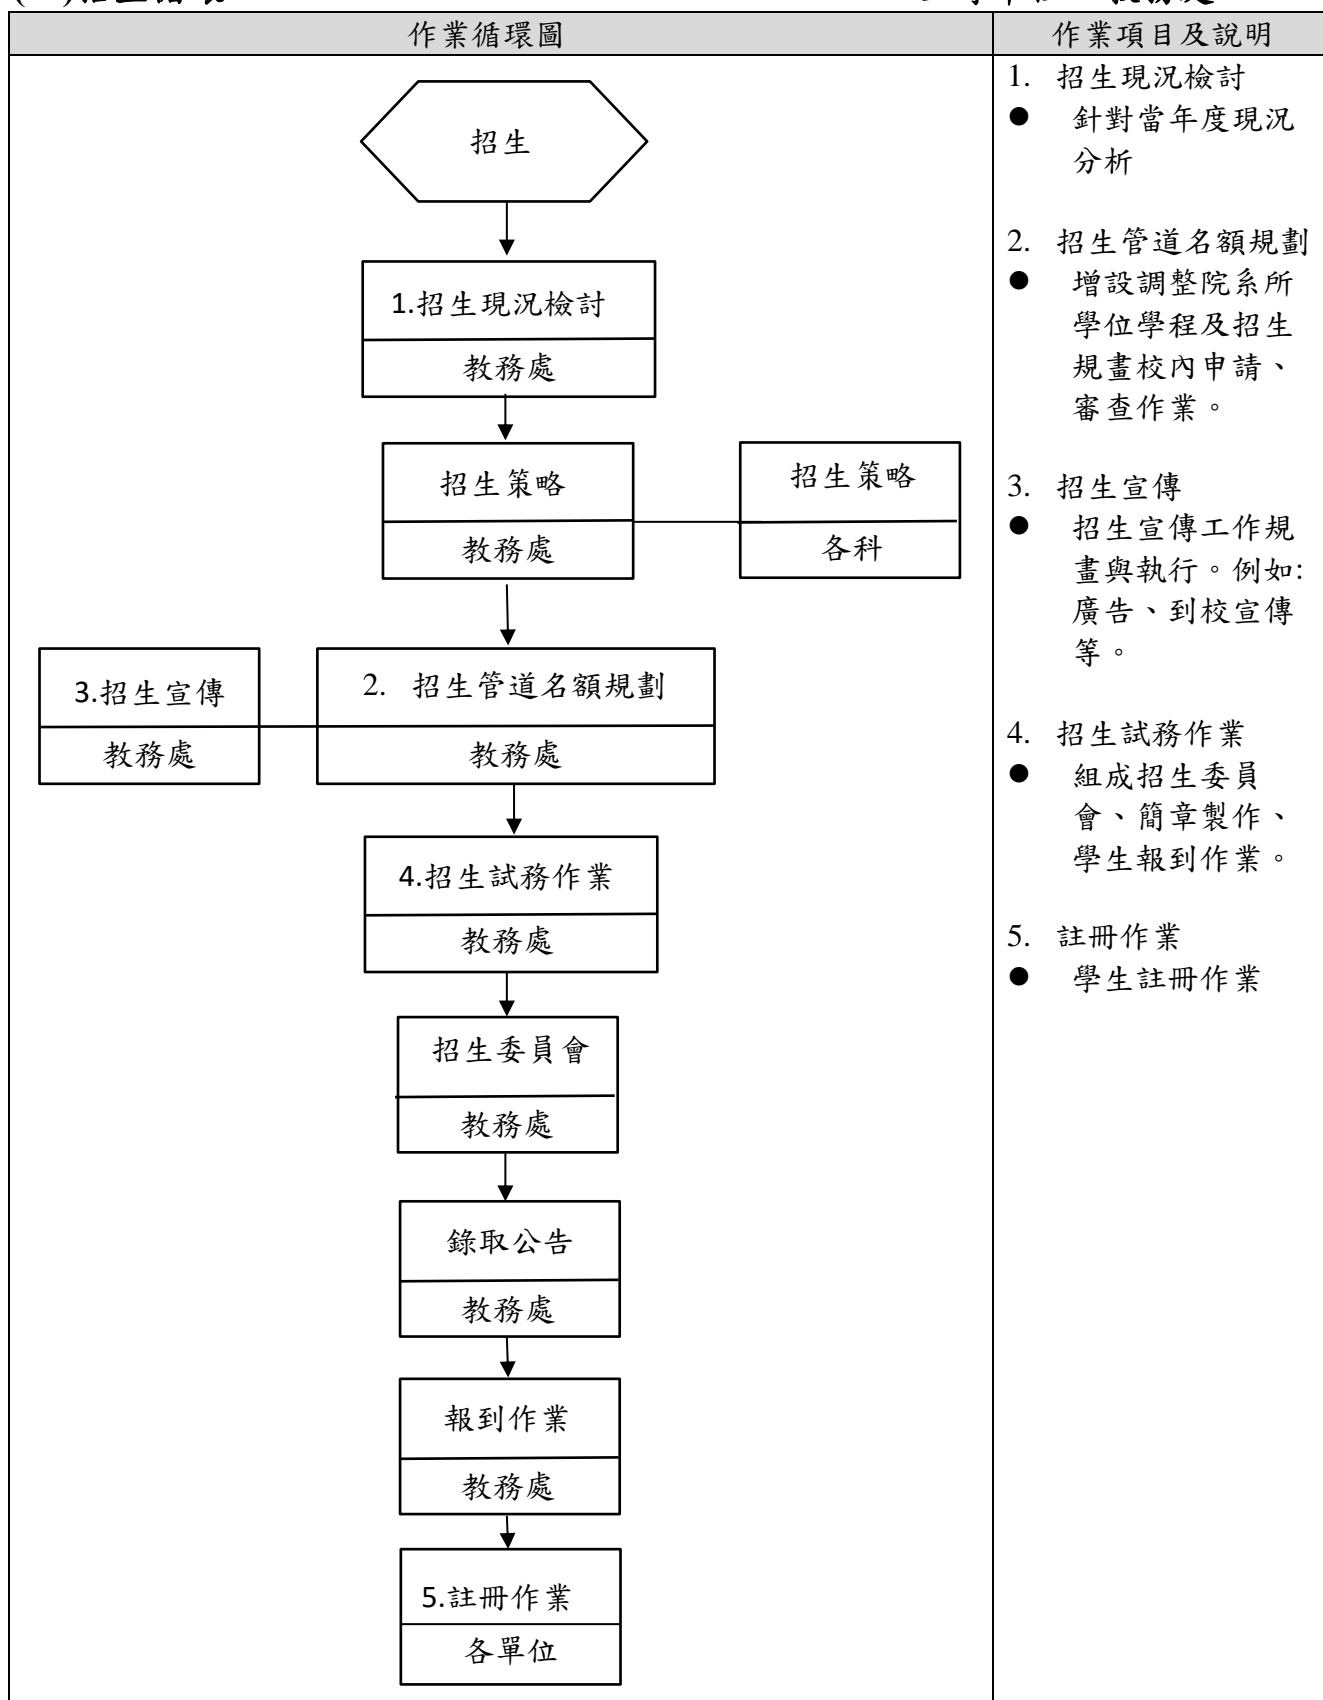 招生循環
教務處
作業循環圖
作業項目及說明
招生
1.招生現況檢討
教務處
招生策略
教務處
招生策略
各科
3.招生宣傳
教務處
2. 招生管道名額規劃
教務處
4.招生試務作業
教務處
招生委員會
教務處
錄取公告
教務處
報到作業
教務處
5.註冊作業
各單位
1. 招生現況檢討
● 針對當年度現況
分析
2. 招生管道名額規劃
● 增設調整院系所
學位學程及招生
規畫校內申請、
審查作業。
3. 招生宣傳
● 招生宣傳工作規
畫與執行。例如:
廣告、到校宣傳
等。
4. 招生試務作業
● 組成招生委員
會、簡章製作、
學生報到作業。
5. 註冊作業
● 學生註冊作業